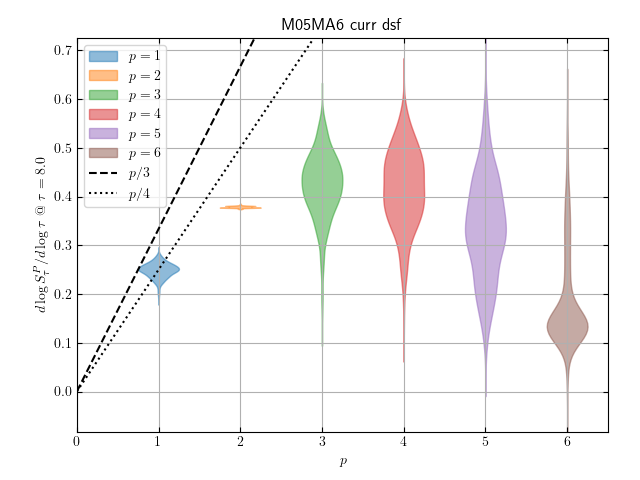 M05MA6 curr dsf
d log S_τ^p / d log τ @ τ = 8.0
0.7
0.6
0.5
0.4
0.3
0.2
0.1
0.0
p = 1
p = 2
p = 3
p = 4
p = 5
p = 6
p/3
p/4
0 1 2 3 4 5 6
p